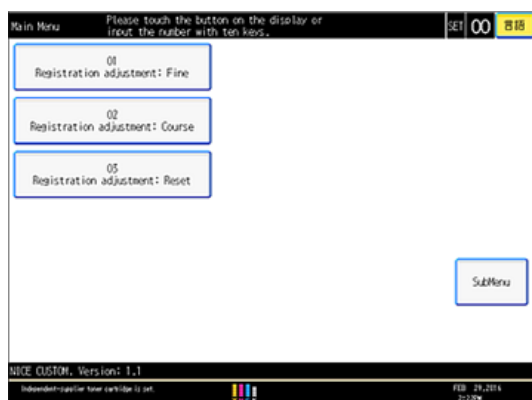 Main Menu
Please touch the button on the display or
input the number with ten keys.
SET 00 言語
01
Registration adjustment: Fine
02
Registration adjustment: Course
03
Registration adjustment: Reset
SubMenu
NICE CUSTOM, Version: 1.1
Independent-supplier toner cartridge is set.
FEB 29,2016